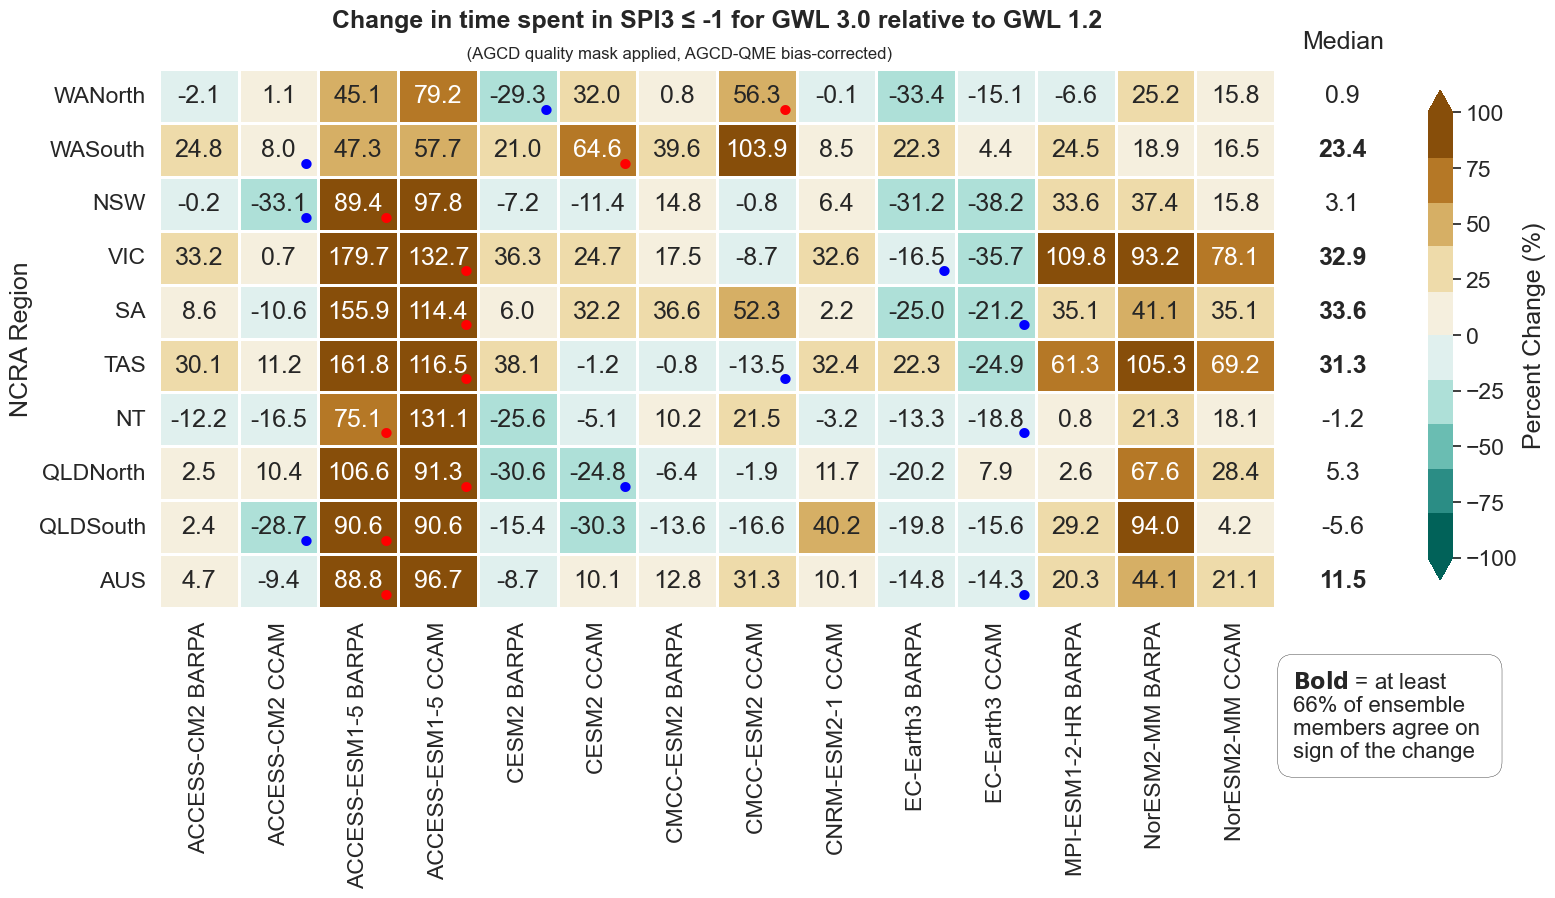 Change in time spent in SPI3 ≤ -1 for GWL 3.0 relative to GWL 1.2
(AGCD quality mask applied, AGCD-QME bias-corrected)
Median
WANorth -2.1 1.1 45.1 79.2 -29.3 32.0 0.8 56.3 -0.1 -33.4 -15.1 -6.6 25.2 15.8 0.9
WASouth 24.8 8.0 47.3 57.7 21.0 64.6 39.6 103.9 8.5 22.3 4.4 24.5 18.9 16.5 23.4
NSW -0.2 -33.1 89.4 97.8 -7.2 -11.4 14.8 -0.8 6.4 -31.2 -38.2 33.6 37.4 15.8 3.1
VIC 33.2 0.7 179.7 132.7 36.3 24.7 17.5 -8.7 32.6 -16.5 -35.7 109.8 93.2 78.1 32.9
SA 8.6 -10.6 155.9 114.4 6.0 32.2 36.6 52.3 2.2 -25.0 -21.2 35.1 41.1 35.1 33.6
TAS 30.1 11.2 161.8 116.5 38.1 -1.2 -0.8 -13.5 32.4 22.3 -24.9 61.3 105.3 69.2 31.3
NT -12.2 -16.5 75.1 131.1 -25.6 -5.1 10.2 21.5 -3.2 -13.3 -18.8 0.8 21.3 18.1 -1.2
QLDNorth 2.5 10.4 106.6 91.3 -30.6 -24.8 -6.4 -1.9 11.7 -20.2 7.9 2.6 67.6 28.4 5.3
QLDSouth 2.4 -28.7 90.6 90.6 -15.4 -30.3 -13.6 -16.6 40.2 -19.8 -15.6 29.2 94.0 4.2 -5.6
AUS 4.7 -9.4 88.8 96.7 -8.7 10.1 12.8 31.3 10.1 -14.8 -14.3 20.3 44.1 21.1 11.5
NCRA Region
ACCESS-CM2 BARPA
ACCESS-CM2 CCAM
ACCESS-ESM1-5 BARPA
ACCESS-ESM1-5 CCAM
CESM2 BARPA
CESM2 CCAM
CMCC-ESM2 BARPA
CMCC-ESM2 CCAM
CNRM-ESM2-1 CCAM
EC-Earth3 BARPA
EC-Earth3 CCAM
MPI-ESM1-2-HR BARPA
NorESM2-MM BARPA
NorESM2-MM CCAM
100
75
50
25
0
−25
−50
−75
−100
Percent Change (%)
Bold = at least
66% of ensemble
members agree on
sign of the change